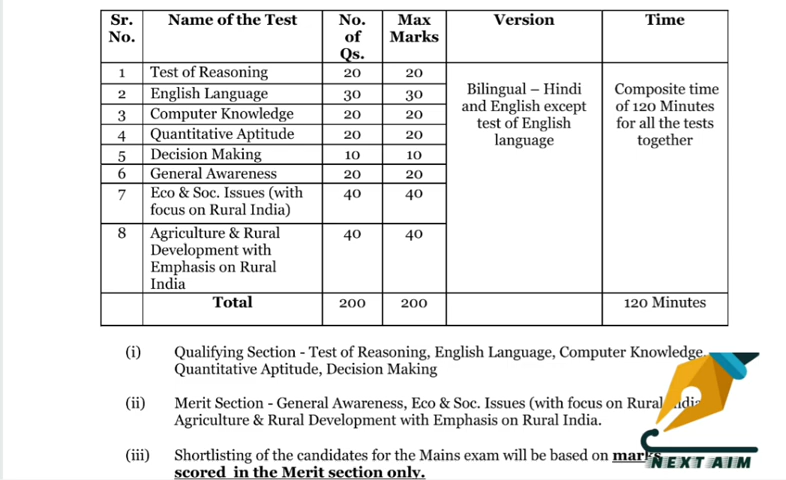 Sr. No. Name of the Test No. of Qs. Max Marks Version Time
1 Test of Reasoning 20 20
2 English Language 30 30
3 Computer Knowledge 20 20
4 Quantitative Aptitude 20 20
5 Decision Making 10 10
6 General Awareness 20 20
7 Eco & Soc. Issues (with focus on Rural India) 40 40
8 Agriculture & Rural Development with Emphasis on Rural India 40 40
Bilingual – Hindi
and English except
test of English
language
Composite time
of 120 Minutes
for all the tests
together
Total 200 200 120 Minutes
(i) Qualifying Section - Test of Reasoning, English Language, Computer Knowledge,
Quantitative Aptitude, Decision Making
(ii) Merit Section - General Awareness, Eco & Soc. Issues (with focus on Rural India
Agriculture & Rural Development with Emphasis on Rural India.
(iii) Shortlisting of the candidates for the Mains exam will be based on marks
scored in the Merit section only.
NEXT AIM